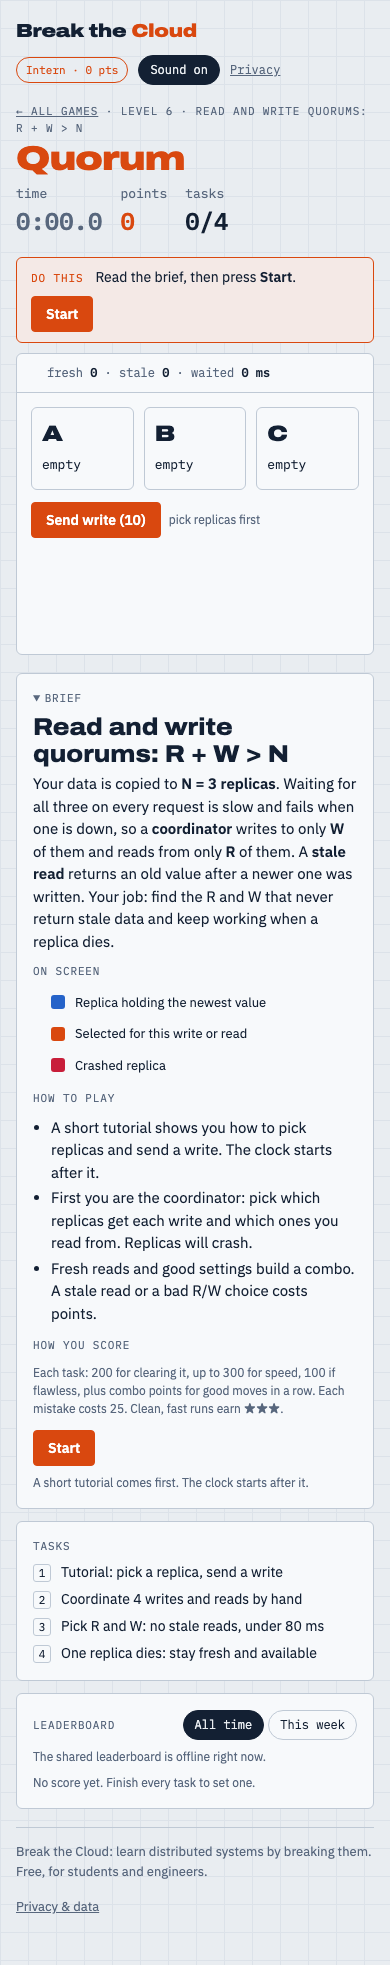 Break the Cloud
Intern · 0 pts
Sound on
Privacy
← ALL GAMES · LEVEL 6 · READ AND WRITE QUORUMS:
R + W > N
Quorum
time points tasks
0:00.0 0 0/4
DO THIS Read the brief, then press Start.
Start
fresh 0 · stale 0 · waited 0 ms
A B C
empty empty empty
Send write (10) pick replicas first
▼ BRIEF
Read and write
quorums: R + W > N
Your data is copied to N = 3 replicas. Waiting for
all three on every request is slow and fails when
one is down, so a coordinator writes to only W
of them and reads from only R of them. A stale
read returns an old value after a newer one was
written. Your job: find the R and W that never
return stale data and keep working when a
replica dies.
ON SCREEN
Replica holding the newest value
Selected for this write or read
Crashed replica
HOW TO PLAY
• A short tutorial shows you how to pick
replicas and send a write. The clock starts
after it.
• First you are the coordinator: pick which
replicas get each write and which ones you
read from. Replicas will crash.
• Fresh reads and good settings build a combo.
A stale read or a bad R/W choice costs
points.
HOW YOU SCORE
Each task: 200 for clearing it, up to 300 for speed, 100 if
flawless, plus combo points for good moves in a row. Each
mistake costs 25. Clean, fast runs earn ★★★.
Start
A short tutorial comes first. The clock starts after it.
TASKS
1 Tutorial: pick a replica, send a write
2 Coordinate 4 writes and reads by hand
3 Pick R and W: no stale reads, under 80 ms
4 One replica dies: stay fresh and available
LEADERBOARD All time This week
The shared leaderboard is offline right now.
No score yet. Finish every task to set one.
Break the Cloud: learn distributed systems by breaking them.
Free, for students and engineers.
Privacy & data